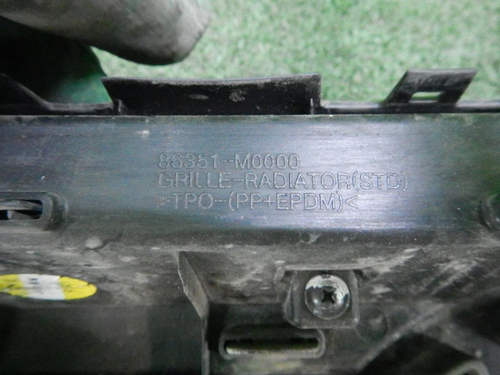 86351-M0000
GRILLE-RADIATOR(STD)
>TPO-(PP+EPDM)<